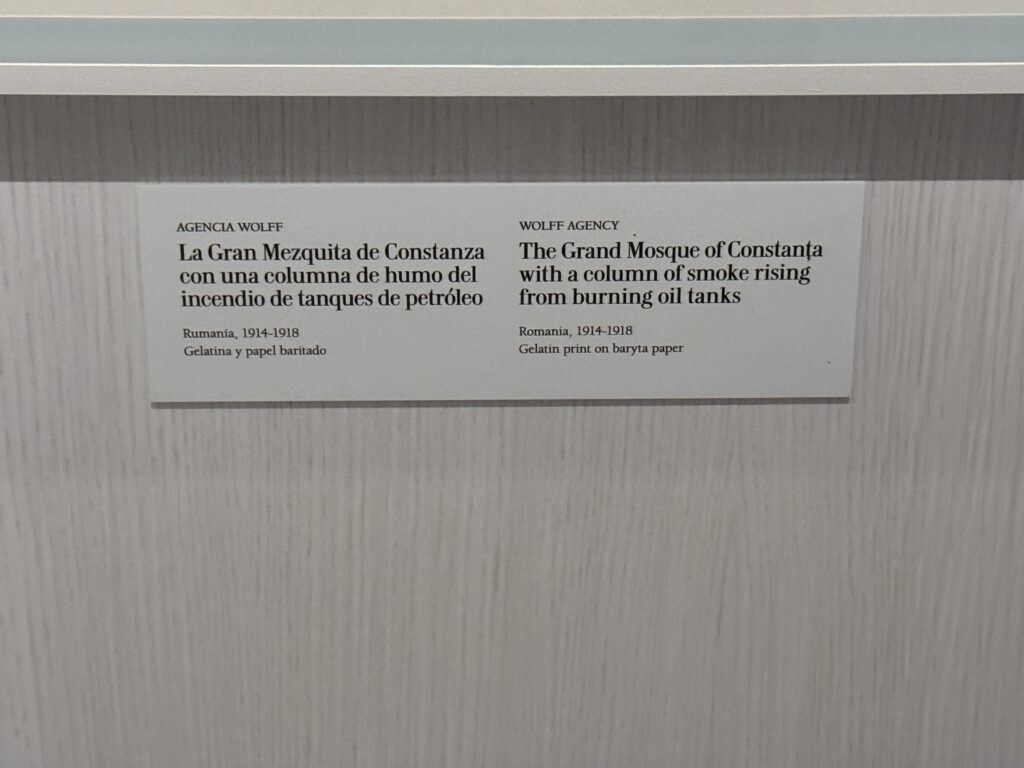 AGENCIA WOLFF
La Gran Mezquita de Constanza
con una columna de humo del
incendio de tanques de petróleo
Rumanía, 1914-1918
Gelatina y papel baritado
WOLFF AGENCY
The Grand Mosque of Constanța
with a column of smoke rising
from burning oil tanks
Romania, 1914-1918
Gelatin print on baryta paper